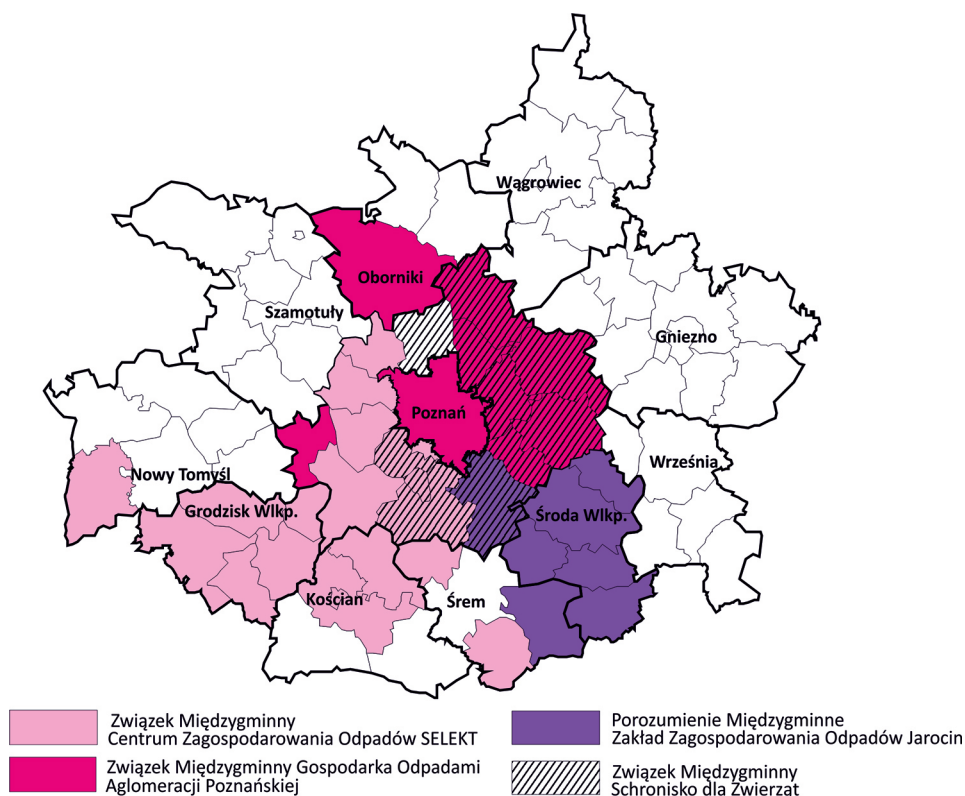 Wągrowiec
Oborniki
Szamotuły
Gniezno
Poznań
Nowy Tomyśl
Września
Grodzisk Wlkp.
Środa Wlkp.
Kościan
Śrem
Związek Międzygminny
Centrum Zagospodarowania Odpadów SELEKT
Związek Międzygminny Gospodarka Odpadami
Aglomeracji Poznańskiej
Porozumienie Międzygminne
Zakład Zagospodarowania Odpadów Jarocin
Związek Międzygminny
Schronisko dla Zwierzat